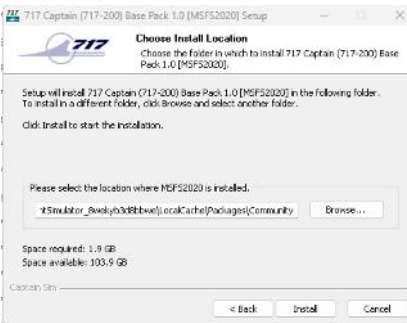 717 Captain (717-200) Base Pack 1.0 [MSFS2020] Setup
717
Choose Install Location
Choose the folder in which to install 717 Captain (717-200) Base
Pack 1.0 [MSFS2020].
Setup will install 717 Captain (717-200) Base Pack 1.0 [MSFS2020] in the following folder.
To install in a different folder, click Browse and select another folder.
Click Install to start the installation.
Please select the location where MSFS2020 is installed.
ntSimulator_8wekyb3d8bbwe\LocalCache\Packages\Community
Browse...
Space required: 1.9 GB
Space available: 103.9 GB
Captain Sim
< Back
Install
Cancel